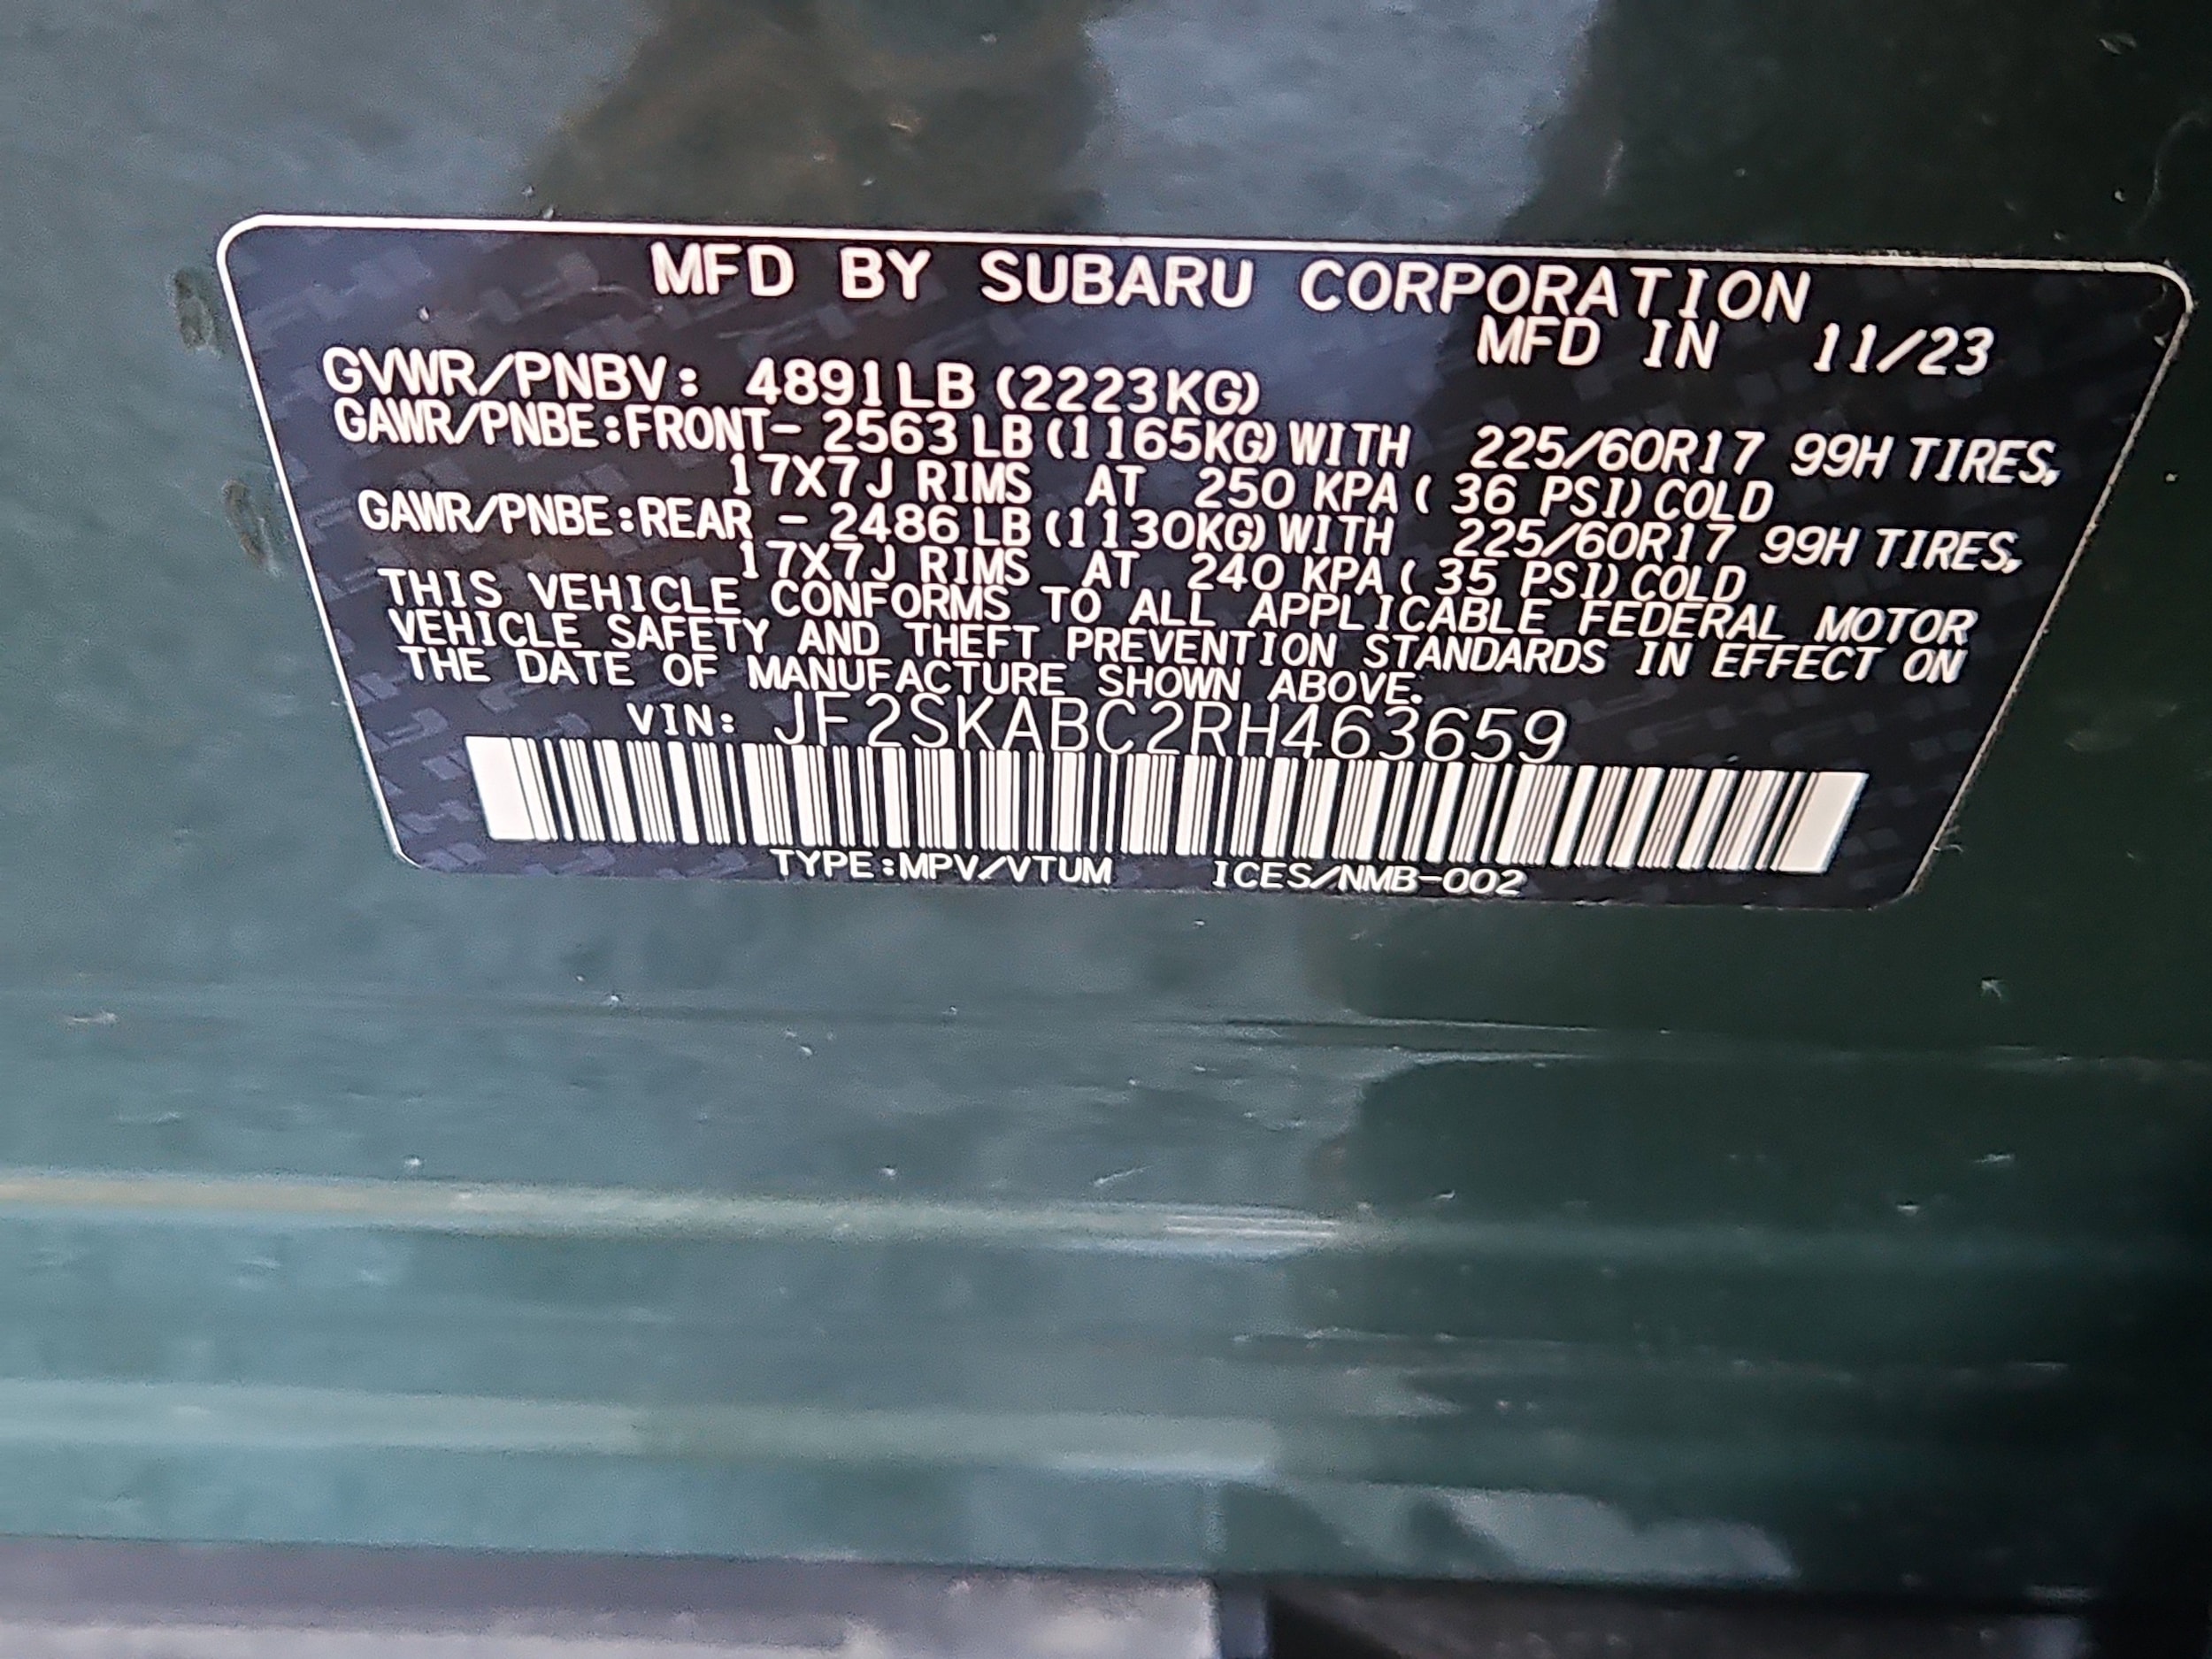 MFD BY SUBARU CORPORATION
MFD IN 11/23
GVWR/PNBV: 4891LB (2223KG)
GAWR/PNBE:FRONT- 2563 LB (1165KG) WITH 225/60R17 99H TIRES,
17X7J RIMS AT 250 KPA ( 36 PSI) COLD
GAWR/PNBE:REAR - 2486 LB (1130KG) WITH 225/60R17 99H TIRES,
17X7J RIMS AT 240 KPA ( 35 PSI) COLD
THIS VEHICLE CONFORMS TO ALL APPLICABLE FEDERAL MOTOR
VEHICLE SAFETY AND THEFT PREVENTION STANDARDS IN EFFECT ON
THE DATE OF MANUFACTURE SHOWN ABOVE.
VIN: JF2SKABC2RH463659
TYPE:MPV/VTUM ICES/NMB-002